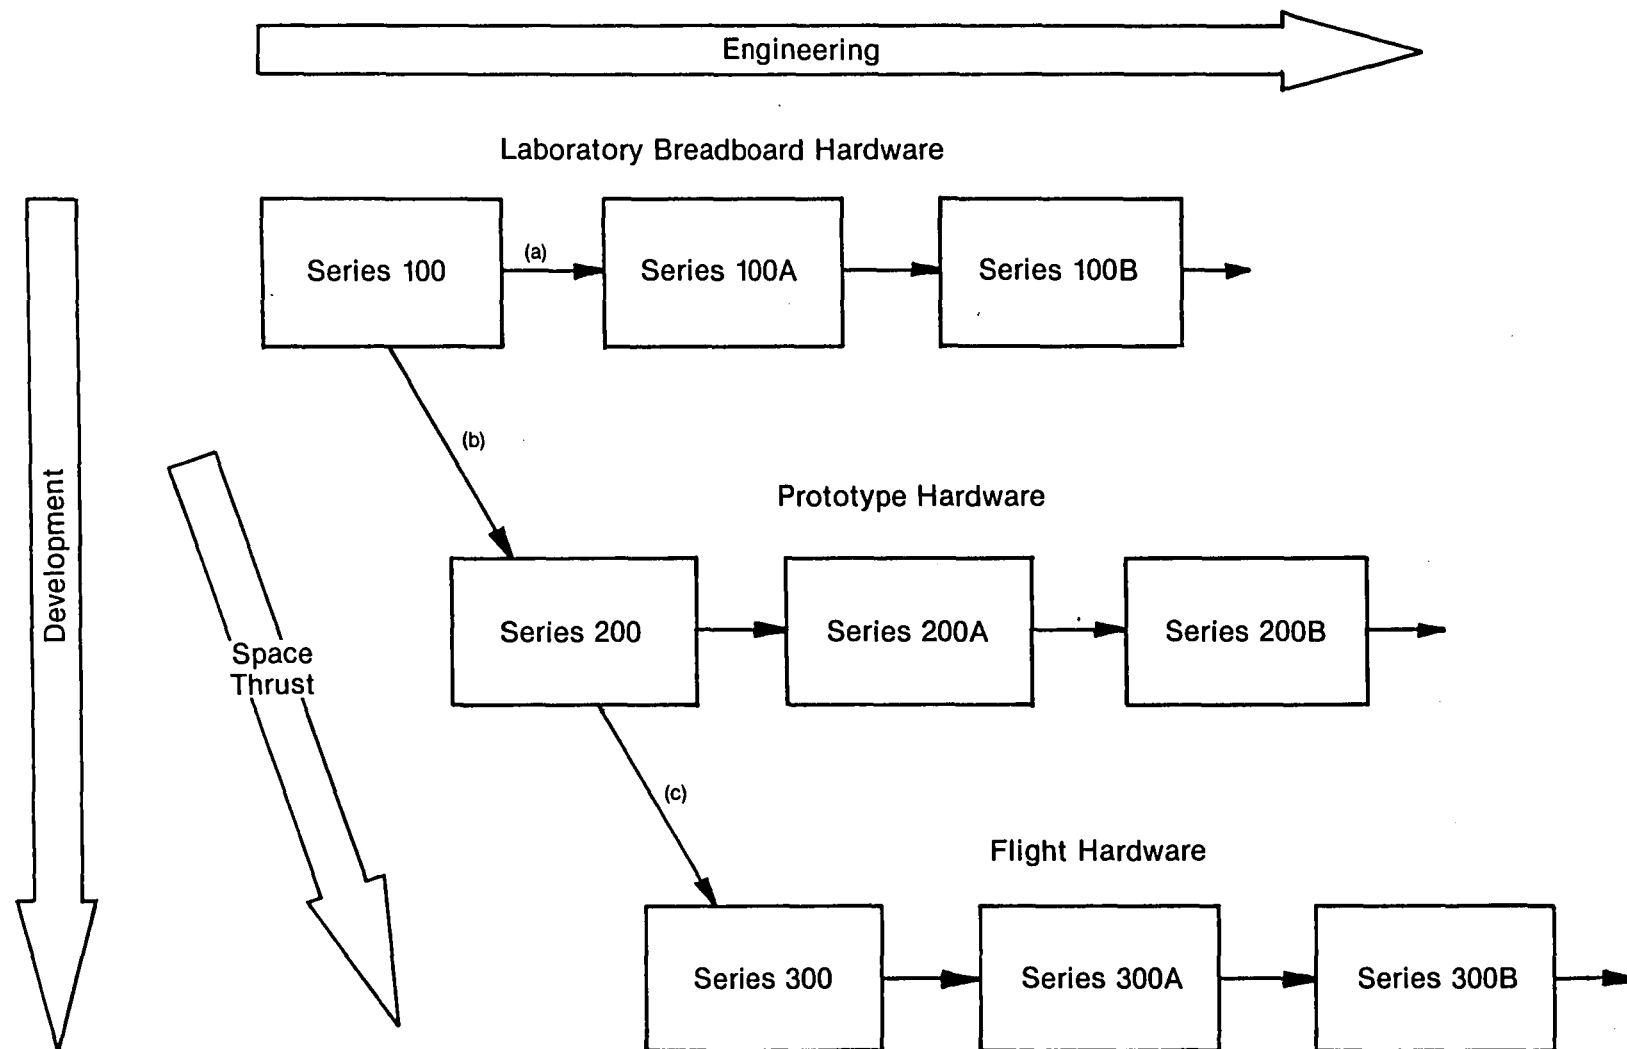 Engineering
Laboratory Breadboard Hardware
Series 100
(a)
Series 100A
Series 100B
(b)
Development
Space
Thrust
Prototype Hardware
Series 200
Series 200A
Series 200B
(c)
Flight Hardware
Series 300
Series 300A
Series 300B